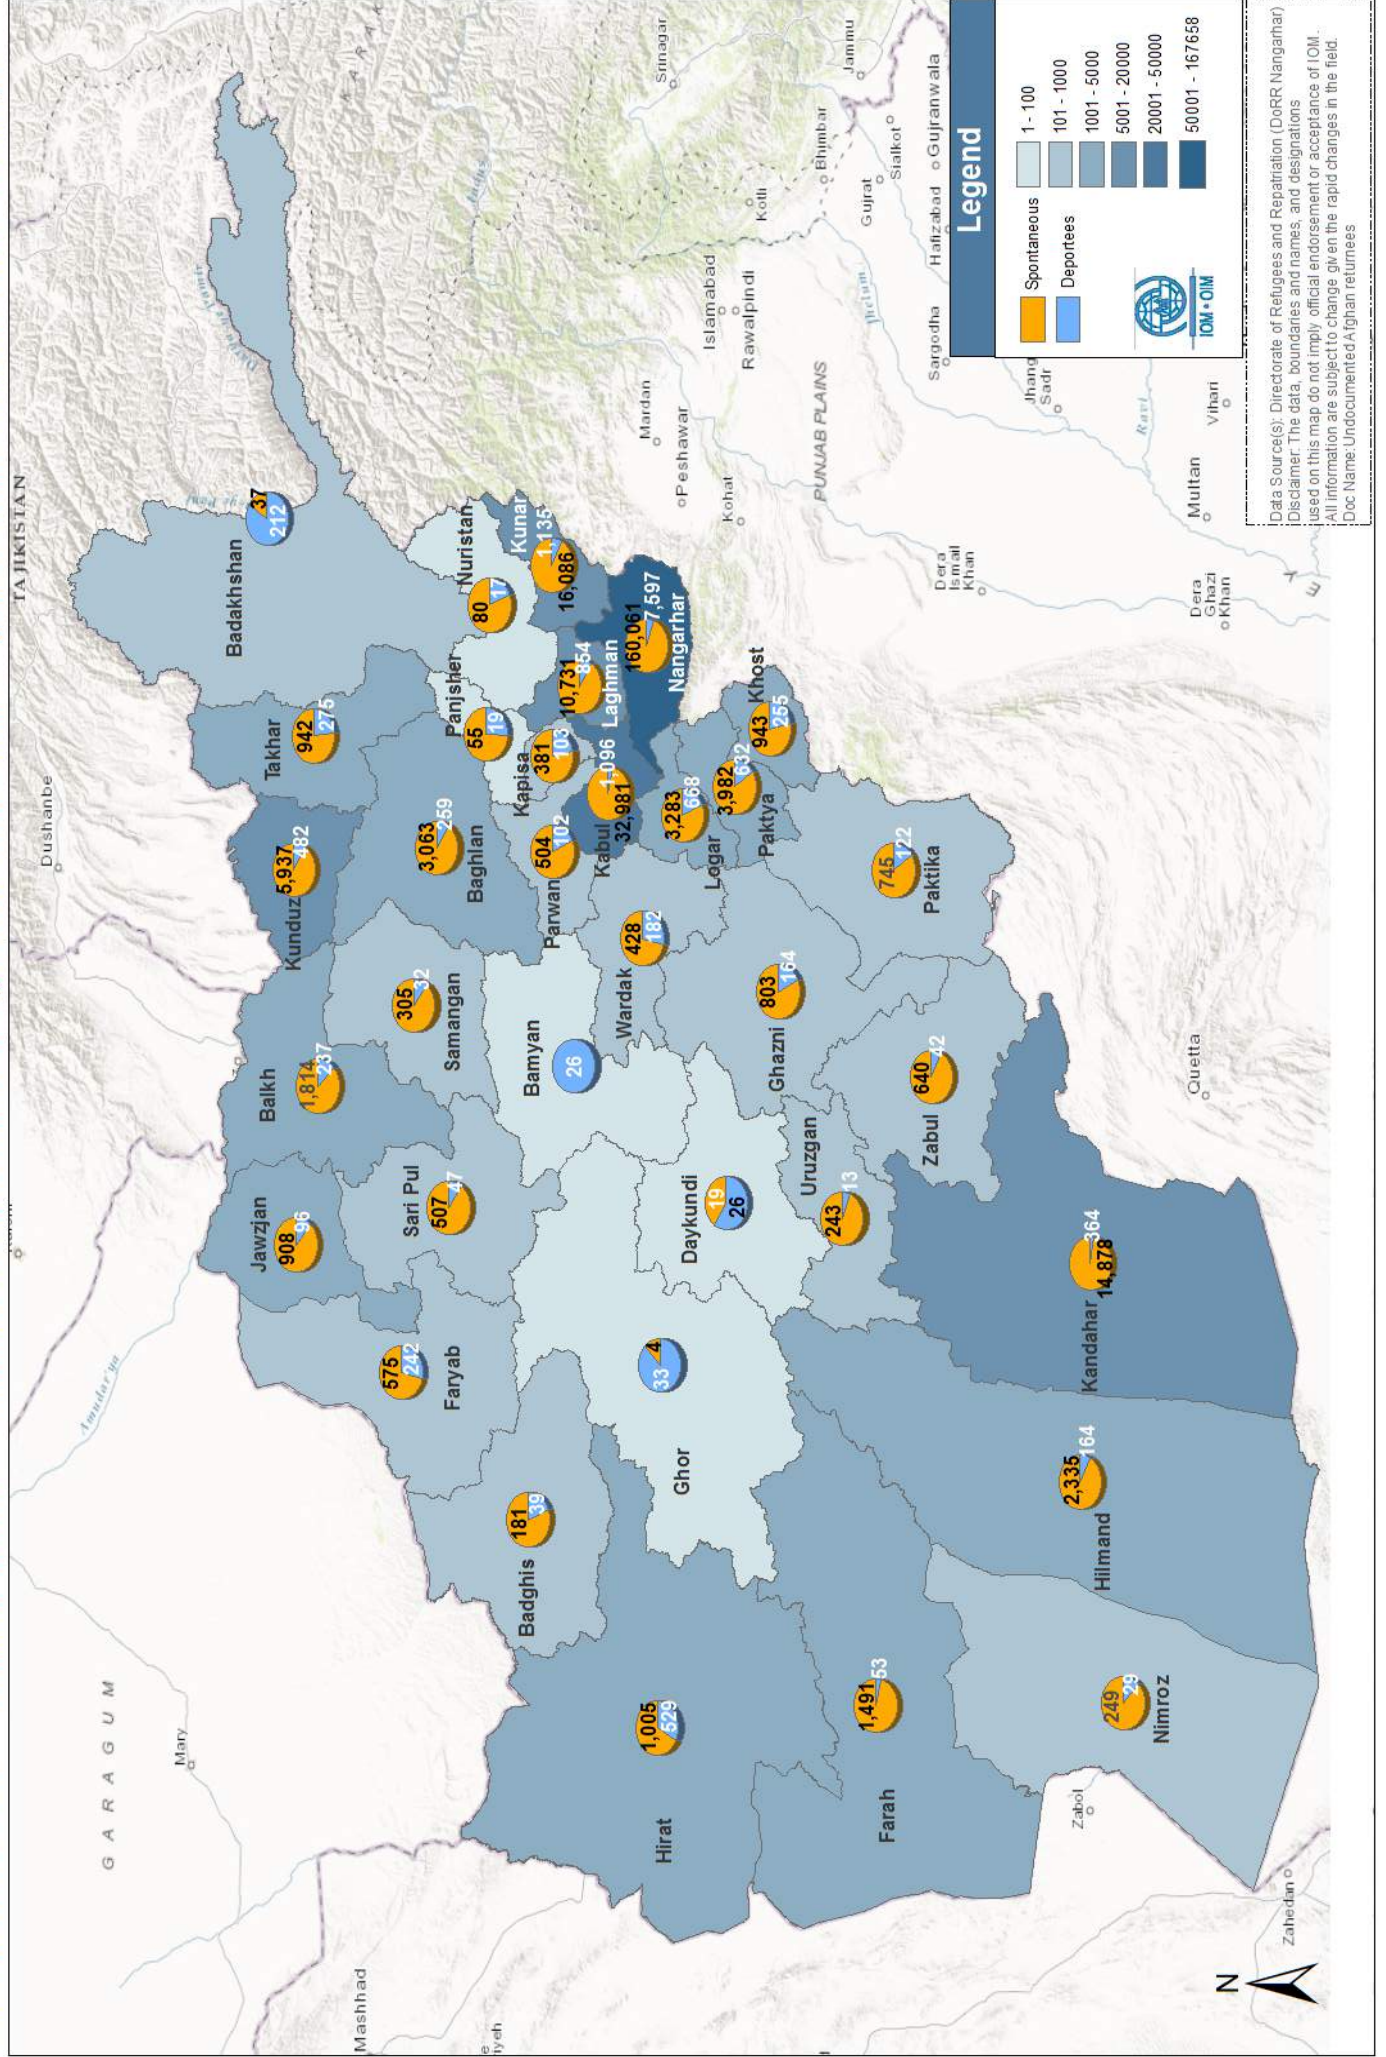 TAJIKISTAN
Dushanbe
Amudar'ya
GARAGUM
Mary
Mashhad
Badakhshan
37
212
Takhar
942
275
Kunduz
5,937
482
Balkh
1,814
237
Jawzjan
908
96
Faryab
575
242
Sari Pul
507
47
Samangan
305
32
Baghlan
3,063
259
Panjsher
55
19
Nuristan
80
17
Kunar
1,135
16,086
Laghman
10,731
854
Kapisa
381
103
Parwan
504
102
Kabul
1,096
32,981
Nangarhar
160,061
7,597
Logar
3,283
668
Paktya
3,982
632
Khost
943
255
Wardak
428
182
Bamyan
26
Badghis
181
39
Ghor
33
4
Daykundi
19
26
Ghazni
803
164
Paktika
745
122
Uruzgan
243
13
Zabul
640
42
Hirat
1,005
529
Farah
1,491
53
Nimroz
249
29
Hilmand
2,335
164
Kandahar
364
14,878
Indus
Srinagar
Jammu
Islamabad
Rawalpindi
Kotli
Bhimbar
Gujrat
Sialkot
Gujranwala
Hafizabad
Sargodha
Jhelum
Mardan
Peshawar
Kohat
PUNJAB PLAINS
Jhang
Sadr
Ravi
Vihari
Multan
Dera
Ismail
Khan
Dera
Ghazi
Khan
Quetta
Zabol
Zahedan
N
Legend
Spontaneous
Deportees
1 - 100
101 - 1000
1001 - 5000
5001 - 20000
20001 - 50000
50001 - 167658
IOM • OIM
Data Source(s): Directorate of Refugees and Repatriation (DoRR Nangarhar)
Disclaimer: The data, boundaries and names, and designations
used on this map do not imply official endorsement or acceptance of IOM.
All information are subject to change given the rapid changes in the field.
Doc Name:Undocumented Afghan returnees